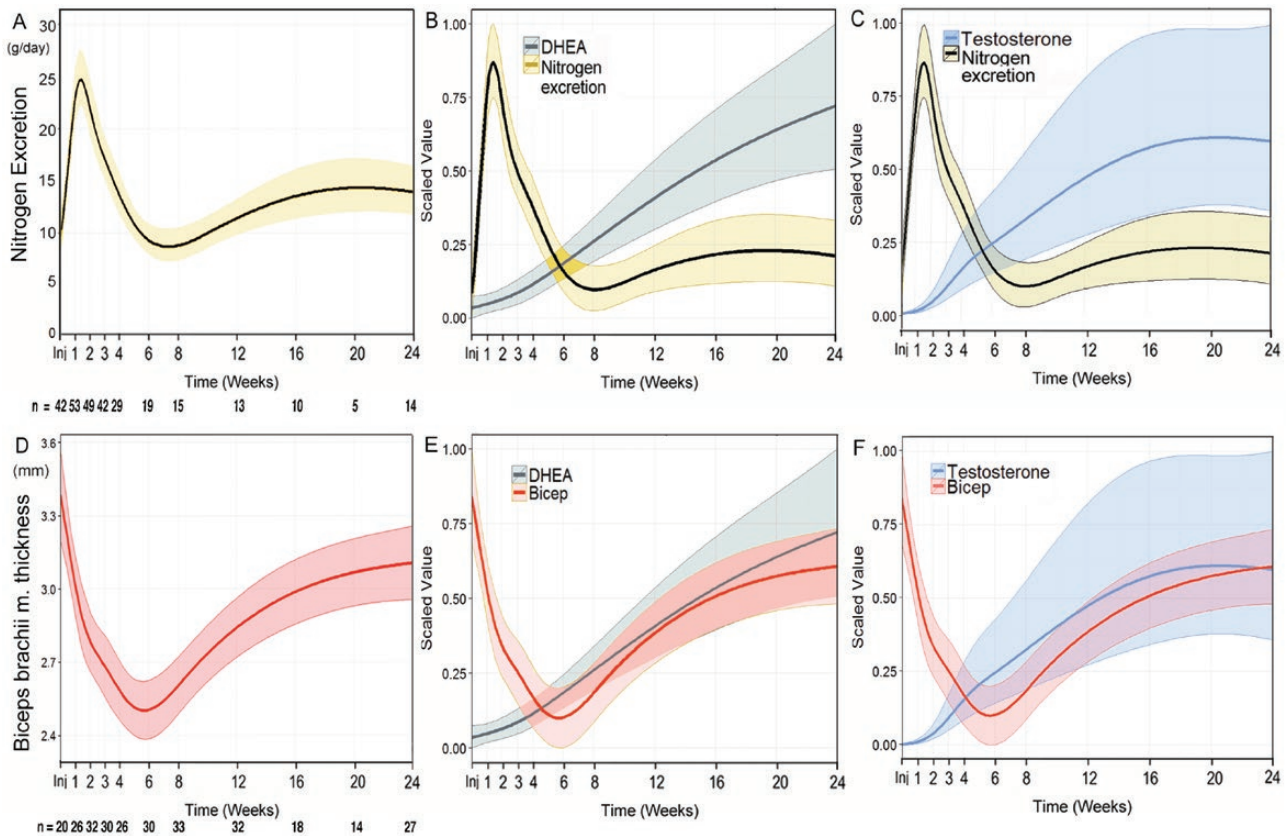 A
(g/day)
Nitrogen Excretion
30
25
20
15
10
5
0
Inj 1 2 3 4 6 8 12 16 20 24
Time (Weeks)
n = 42 53 49 42 29 19 15 13 10 5 14
B
Scaled Value
1.00
0.75
0.50
0.25
0.00
DHEA
Nitrogen
excretion
Inj 1 2 3 4 6 8 12 16 20 24
Time (Weeks)
C
Scaled Value
1.00
0.75
0.50
0.25
0.00
Testosterone
Nitrogen
excretion
Inj 1 2 3 4 6 8 12 16 20 24
Time (Weeks)
D
(mm)
Biceps brachii m. thickness
3.6
3.3
3.0
2.7
2.4
Inj 1 2 3 4 6 8 12 16 20 24
Time (Weeks)
n = 20 26 32 30 26 30 33 32 18 14 27
E
Scaled Value
1.00
0.75
0.50
0.25
0.00
DHEA
Bicep
Inj 1 2 3 4 6 8 12 16 20 24
Time (Weeks)
F
Scaled Value
1.00
0.75
0.50
0.25
0.00
Testosterone
Bicep
Inj 1 2 3 4 6 8 12 16 20 24
Time (Weeks)